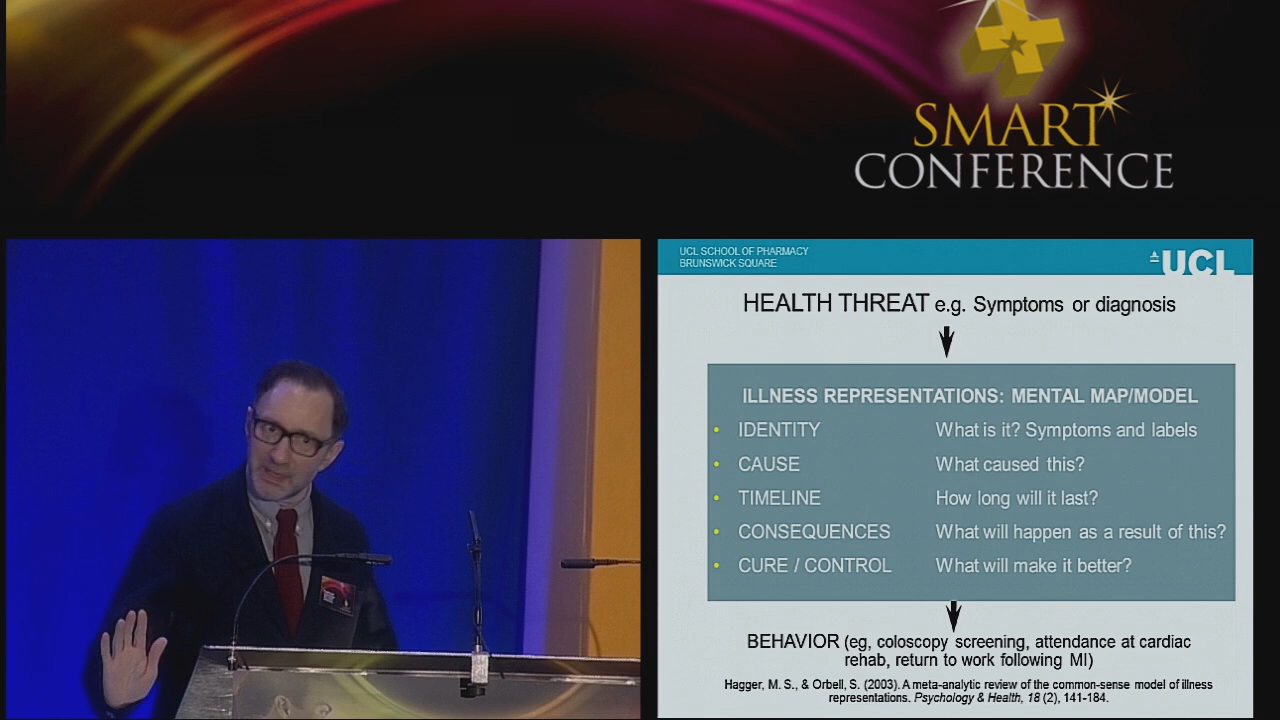 SMART
CONFERENCE
UCL SCHOOL OF PHARMACY
BRUNSWICK SQUARE
UCL
HEALTH THREAT e.g. Symptoms or diagnosis
ILLNESS REPRESENTATIONS: MENTAL MAP/MODEL
• IDENTITY What is it? Symptoms and labels
• CAUSE What caused this?
• TIMELINE How long will it last?
• CONSEQUENCES What will happen as a result of this?
• CURE / CONTROL What will make it better?
BEHAVIOR (eg, coloscopy screening, attendance at cardiac
rehab, return to work following MI)
Hagger, M. S., & Orbell, S. (2003). A meta-analytic review of the common-sense model of illness
representations. Psychology & Health, 18 (2), 141-184.